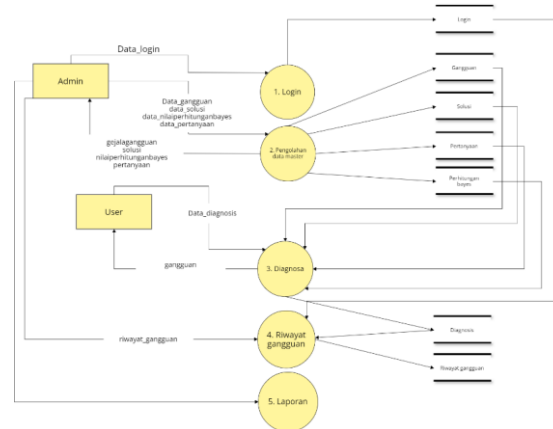 Login
Data_login
Admin
Gangguan
1. Login
Data_gangguan
data_solusi
data_nilaiperhitunganbayes
data_pertanyaan
Solusi
gejalagangguan
solusi
nilaiperhitunganbayes
pertanyaan
2. Pengolahan
data master
Pertanyaan
Perhitungan
bayes
User
Data_diagnosis
gangguan
3. Diagnosa
riwayat_gangguan
4. Riwayat
gangguan
Diagnosis
Riwayat gangguan
5. Laporan